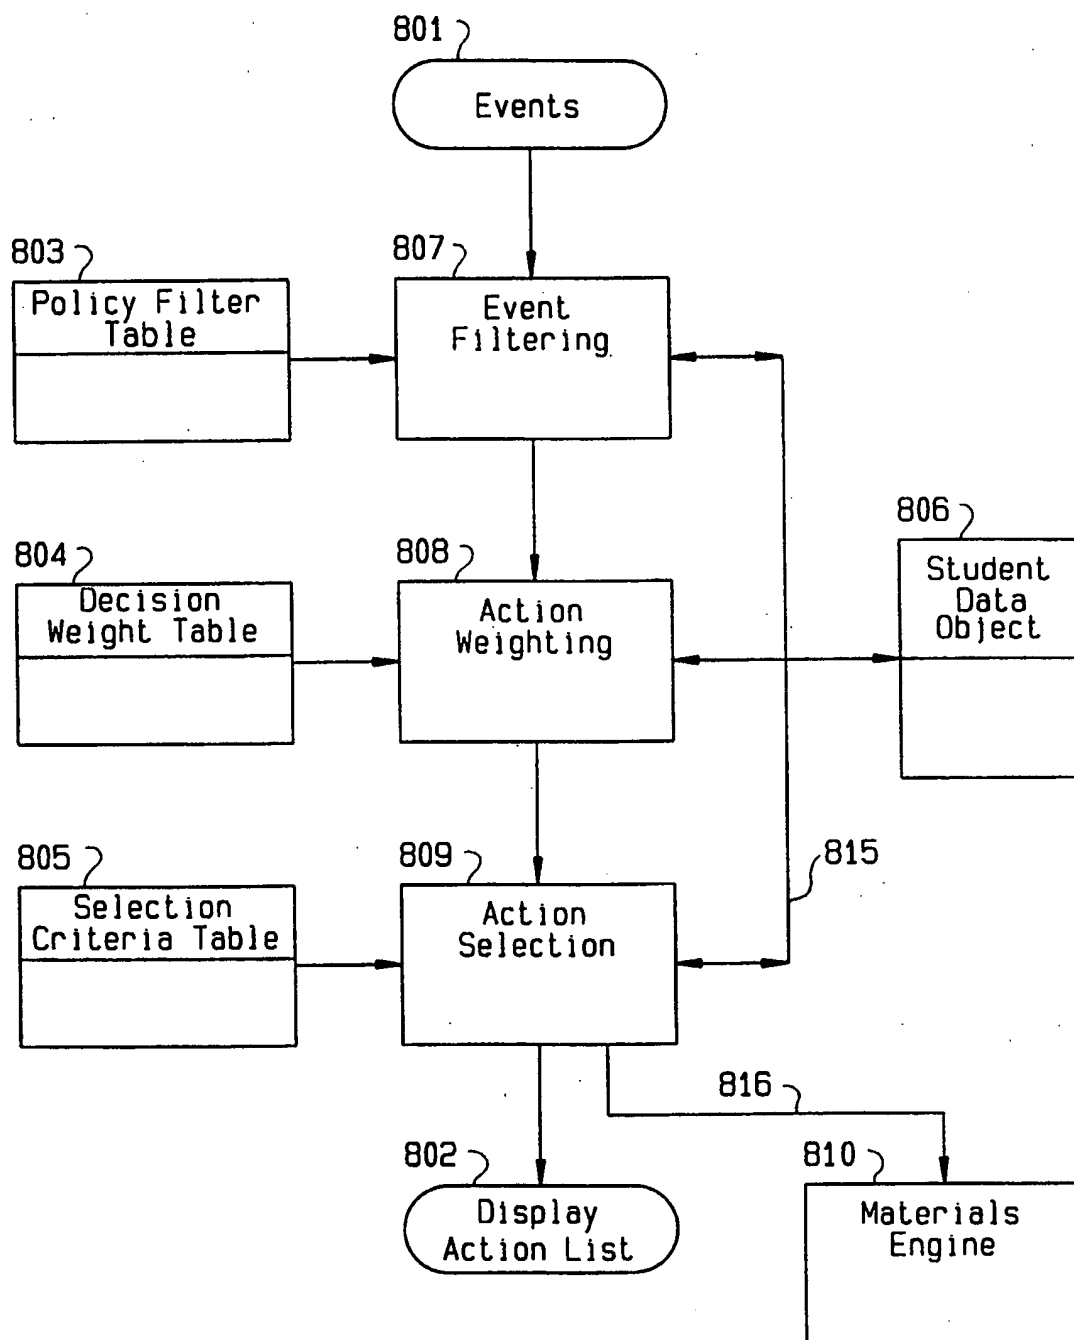 801
Events
803
Policy Filter
Table
807
Event
Filtering
806
Student
Data
Object
804
Decision
Weight Table
808
Action
Weighting
805
Selection
Criteria Table
809
Action
Selection
815
816
802
Display
Action List
810
Materials
Engine